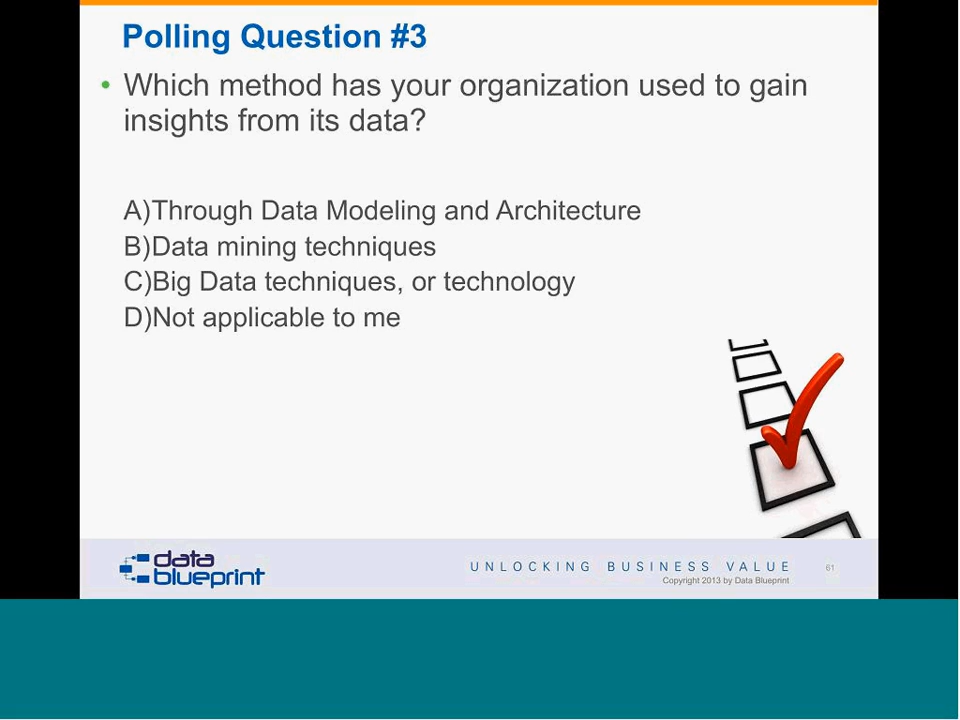 Polling Question #3
• Which method has your organization used to gain
insights from its data?
A)Through Data Modeling and Architecture
B)Data mining techniques
C)Big Data techniques, or technology
D)Not applicable to me
data
blueprint
UNLOCKING BUSINESS VALUE
61
Copyright 2013 by Data Blueprint